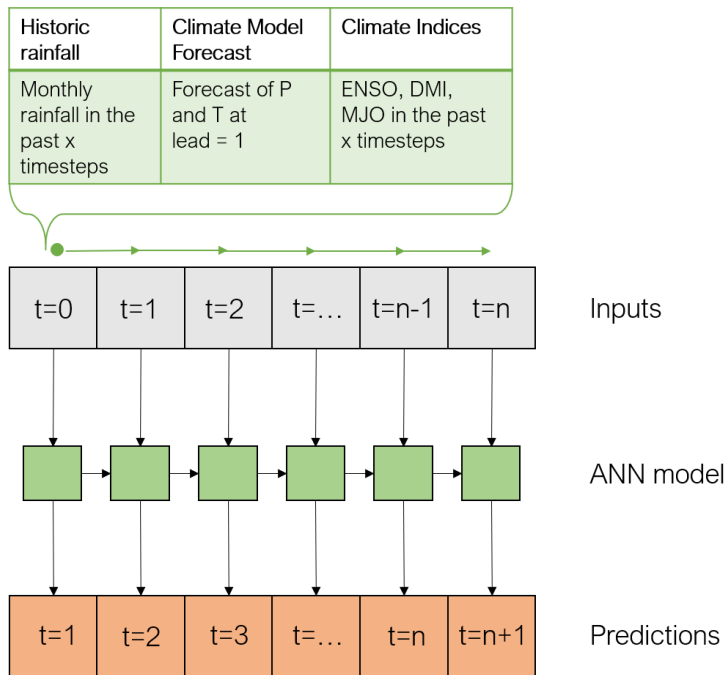 Historic
rainfall
Climate Model
Forecast
Climate Indices
Monthly
rainfall in the
past x
timesteps
Forecast of P
and T at
lead = 1
ENSO, DMI,
MJO in the past
x timesteps
t=0 t=1 t=2 t=... t=n-1 t=n Inputs
ANN model
t=1 t=2 t=3 t=... t=n t=n+1 Predictions